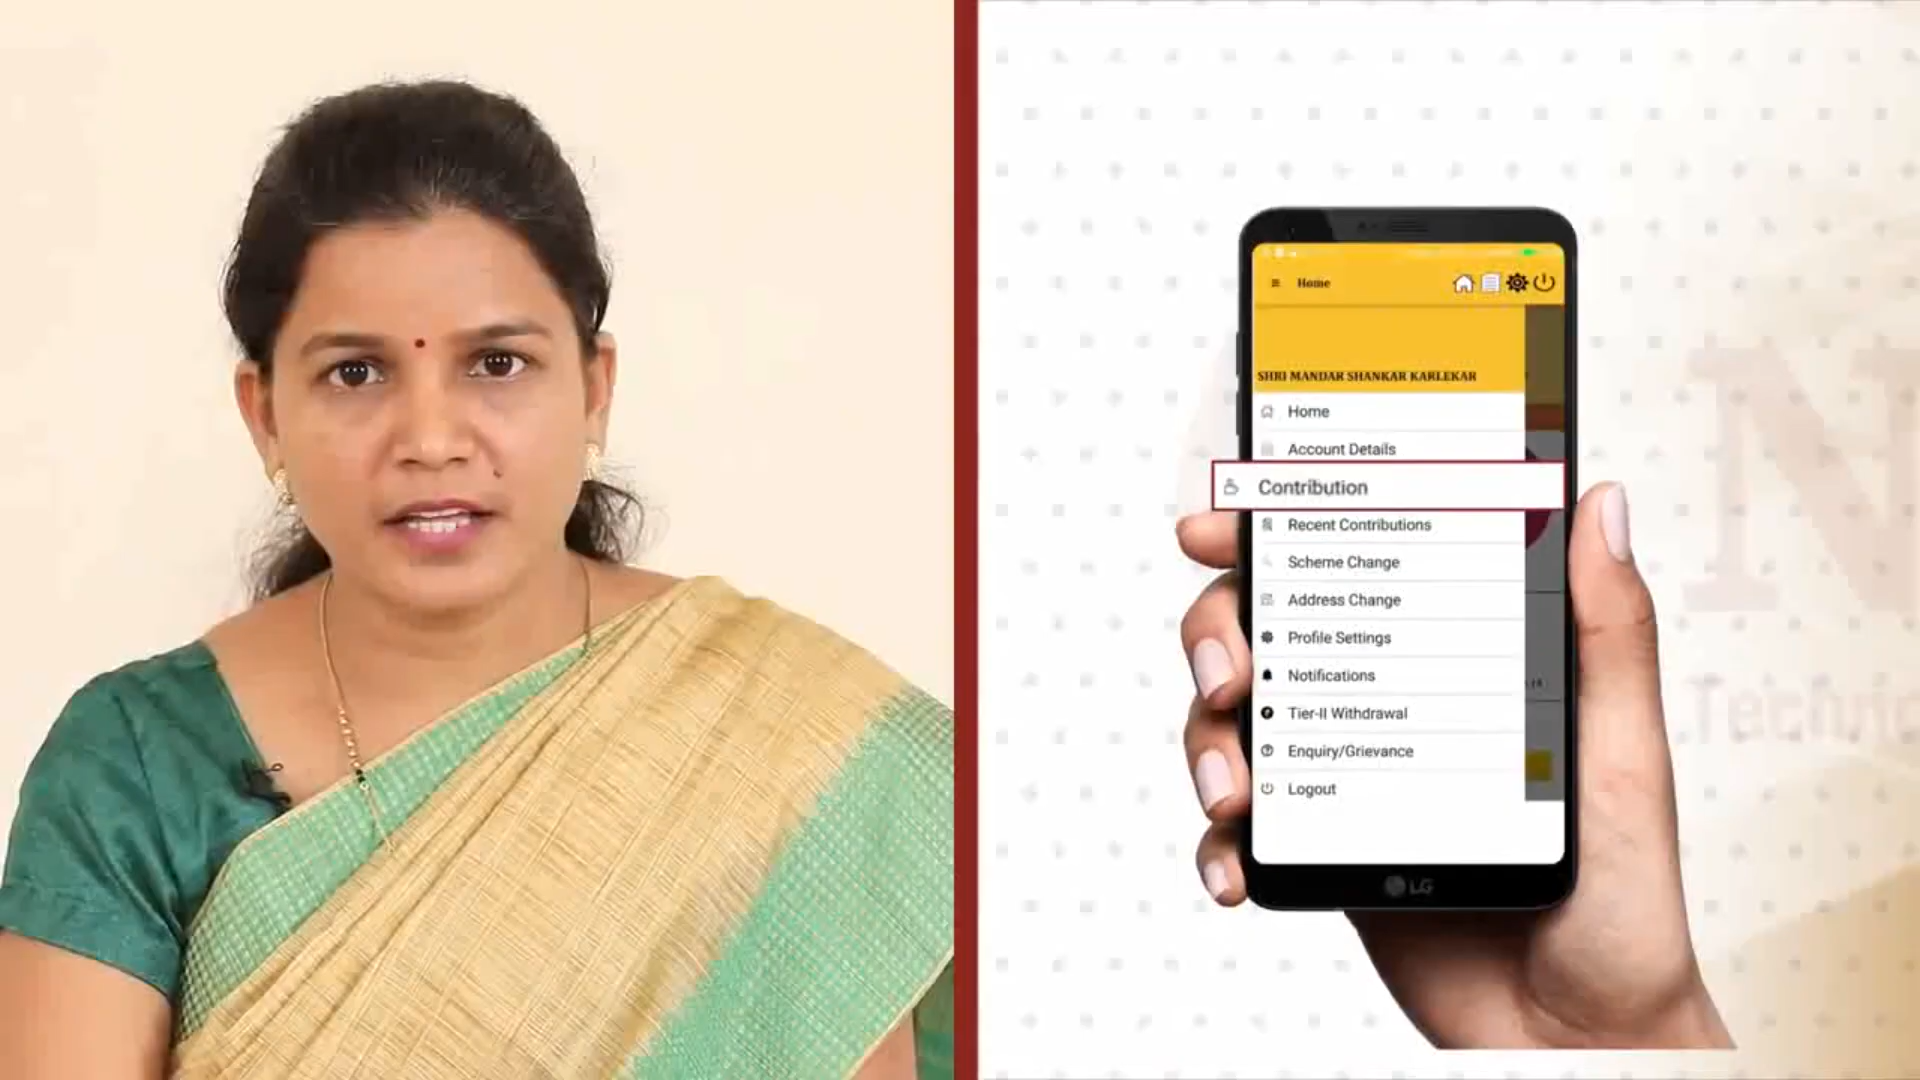 Home
SHRI MANDAR SHANKAR KARLEKAR
Home
Account Details
Contribution
Recent Contributions
Scheme Change
Address Change
Profile Settings
Notifications
Tier-II Withdrawal
Enquiry/Grievance
Logout
LG
N